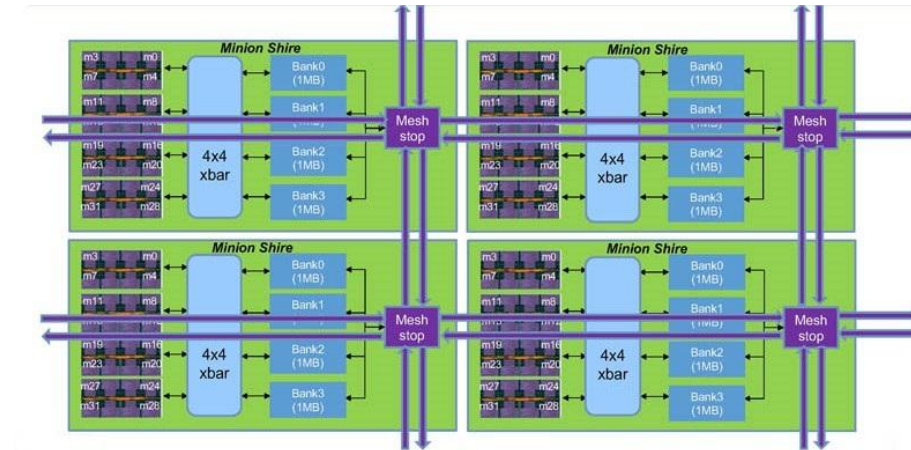 Minion Shire
m3 m0
m7 m4
m11 m8
m19 m16
m23 m20
m27 m24
m31 m28
4x4
xbar
Bank0
(1MB)
Bank1
(1MB)
Bank2
(1MB)
Bank3
(1MB)
Mesh
stop
Minion Shire
m3 m0
m7 m4
m11 m8
m19 m16
m23 m20
m27 m24
m31 m28
4x4
xbar
Bank0
(1MB)
Bank1
(1MB)
Bank2
(1MB)
Bank3
(1MB)
Mesh
stop
Minion Shire
m3 m0
m7 m4
m11 m8
m19 m16
m23 m20
m27 m24
m31 m28
4x4
xbar
Bank0
(1MB)
Bank1
(1MB)
Bank2
(1MB)
Bank3
(1MB)
Mesh
stop
Minion Shire
m3 m0
m7 m4
m11 m8
m19 m16
m23 m20
m27 m24
m31 m28
4x4
xbar
Bank0
(1MB)
Bank1
(1MB)
Bank2
(1MB)
Bank3
(1MB)
Mesh
stop